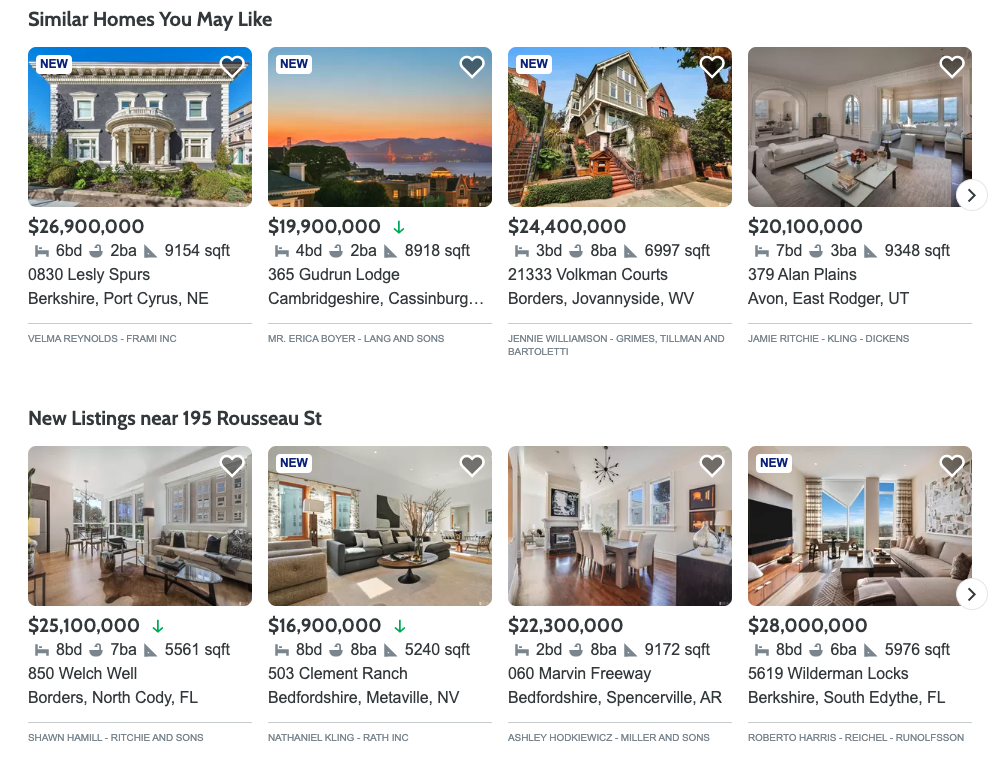 Similar Homes You May Like
NEW
NEW
NEW
$26,900,000
$19,900,000
$24,400,000
$20,100,000
6bd 2ba 9154 sqft
4bd 2ba 8918 sqft
3bd 8ba 6997 sqft
7bd 3ba 9348 sqft
0830 Lesly Spurs
365 Gudrun Lodge
21333 Volkman Courts
379 Alan Plains
Berkshire, Port Cyrus, NE
Cambridgeshire, Cassinburg…
Borders, Jovannyside, WV
Avon, East Rodger, UT
VELMA REYNOLDS - FRAMI INC
MR. ERICA BOYER - LANG AND SONS
JENNIE WILLIAMSON - GRIMES, TILLMAN AND
BARTOLETTI
JAMIE RITCHIE - KLING - DICKENS
New Listings near 195 Rousseau St
NEW
NEW
$25,100,000
$16,900,000
$22,300,000
$28,000,000
8bd 7ba 5561 sqft
8bd 8ba 5240 sqft
2bd 8ba 9172 sqft
8bd 6ba 5976 sqft
850 Welch Well
503 Clement Ranch
060 Marvin Freeway
5619 Wilderman Locks
Borders, North Cody, FL
Bedfordshire, Metaville, NV
Bedfordshire, Spencerville, AR
Berkshire, South Edythe, FL
SHAWN HAMILL - RITCHIE AND SONS
NATHANIEL KLING - RATH INC
ASHLEY HODKIEWICZ - MILLER AND SONS
ROBERTO HARRIS - REICHEL - RUNOLFSSON